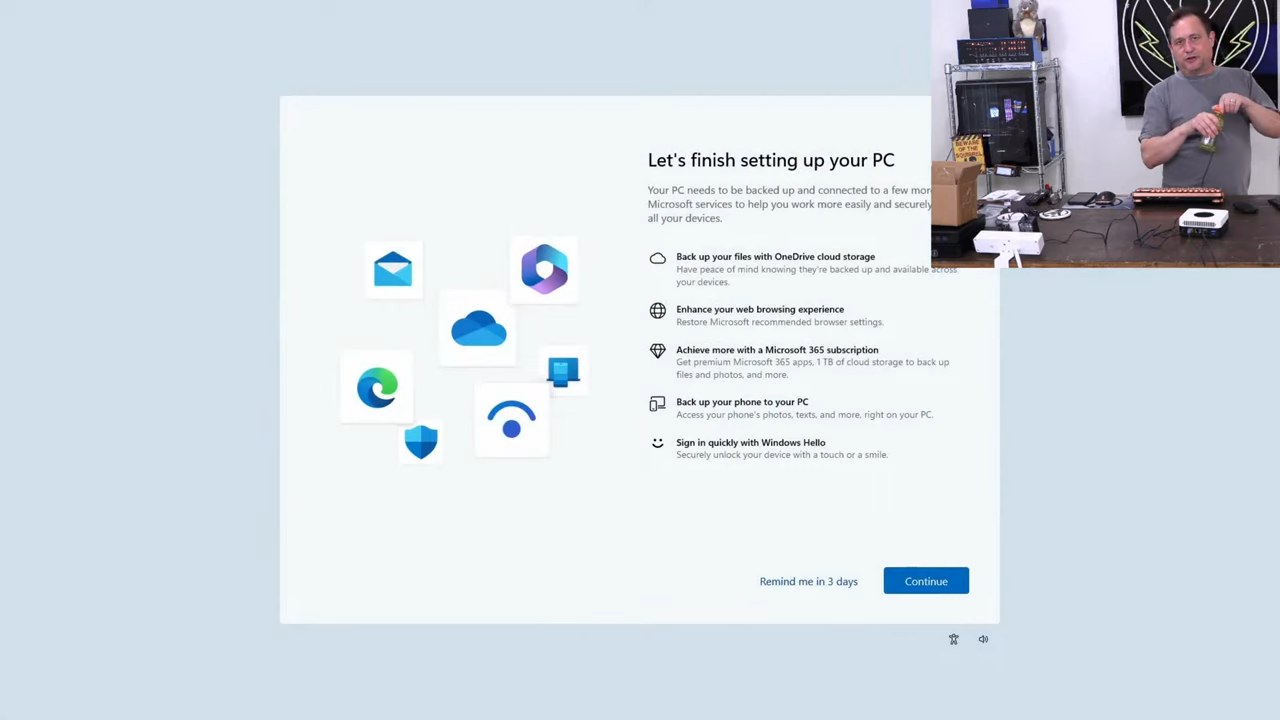 Let's finish setting up your PC
Your PC needs to be backed up and connected to a few more
Microsoft services to help you work more easily and securely
all your devices.
Back up your files with OneDrive cloud storage
Have peace of mind knowing they're backed up and available across
your devices.
Enhance your web browsing experience
Restore Microsoft recommended browser settings.
Achieve more with a Microsoft 365 subscription
Get premium Microsoft 365 apps, 1 TB of cloud storage to back up
files and photos, and more.
Back up your phone to your PC
Access your phone's photos, texts, and more, right on your PC.
Sign in quickly with Windows Hello
Securely unlock your device with a touch or a smile.
Remind me in 3 days
Continue
BEWARE
OF THE
SQUIRREL